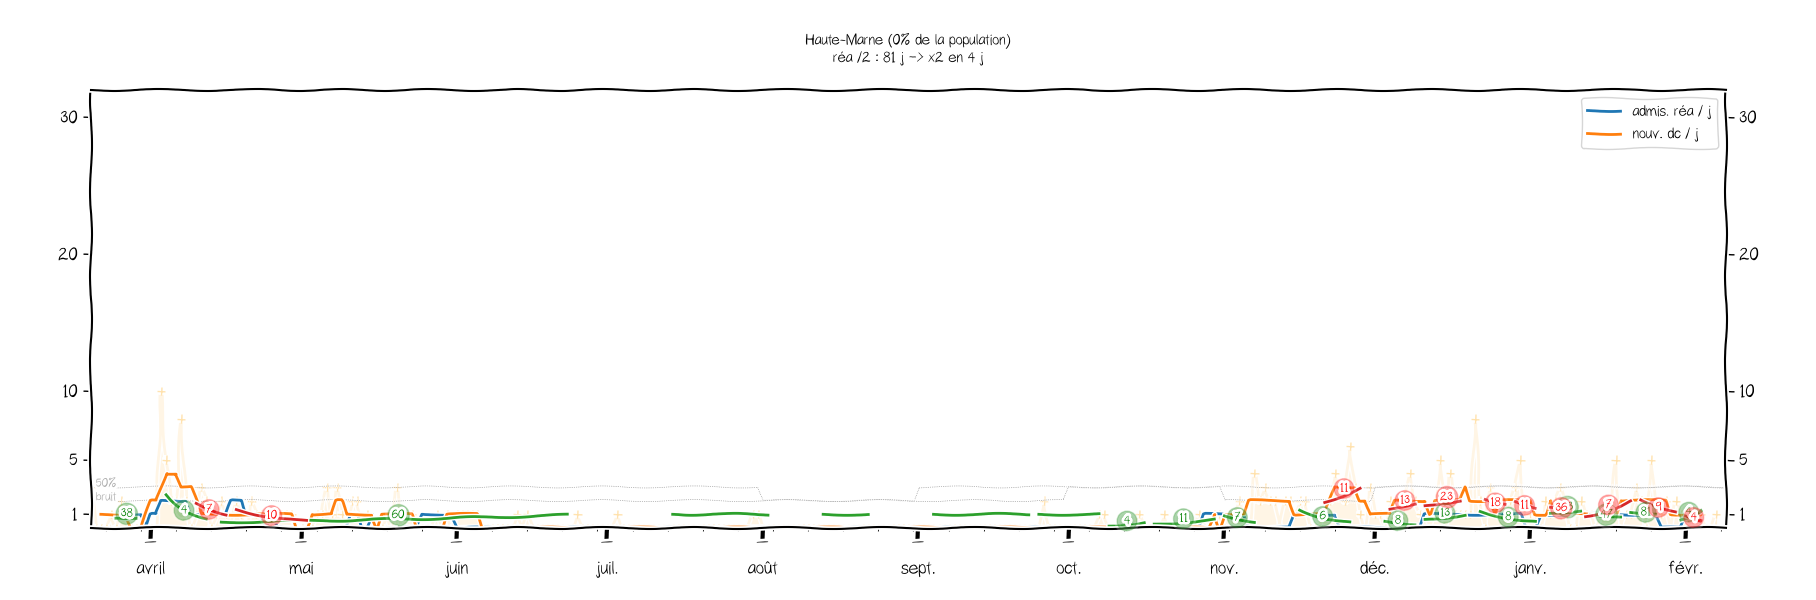 Haute-Marne (0% de la population)
réa /2 : 81 j -> x2 en 4 j
30
30
admis. réa / j
nouv. dc / j
20
20
10
10
5
5
50%
bruit
1
38
4
7
10
60
4
11
7
6
11
8
13
13
23
18
8
11
36
7
81
9
4
1
avril
mai
juin
juil.
août
sept.
oct.
nov.
déc.
janv.
févr.